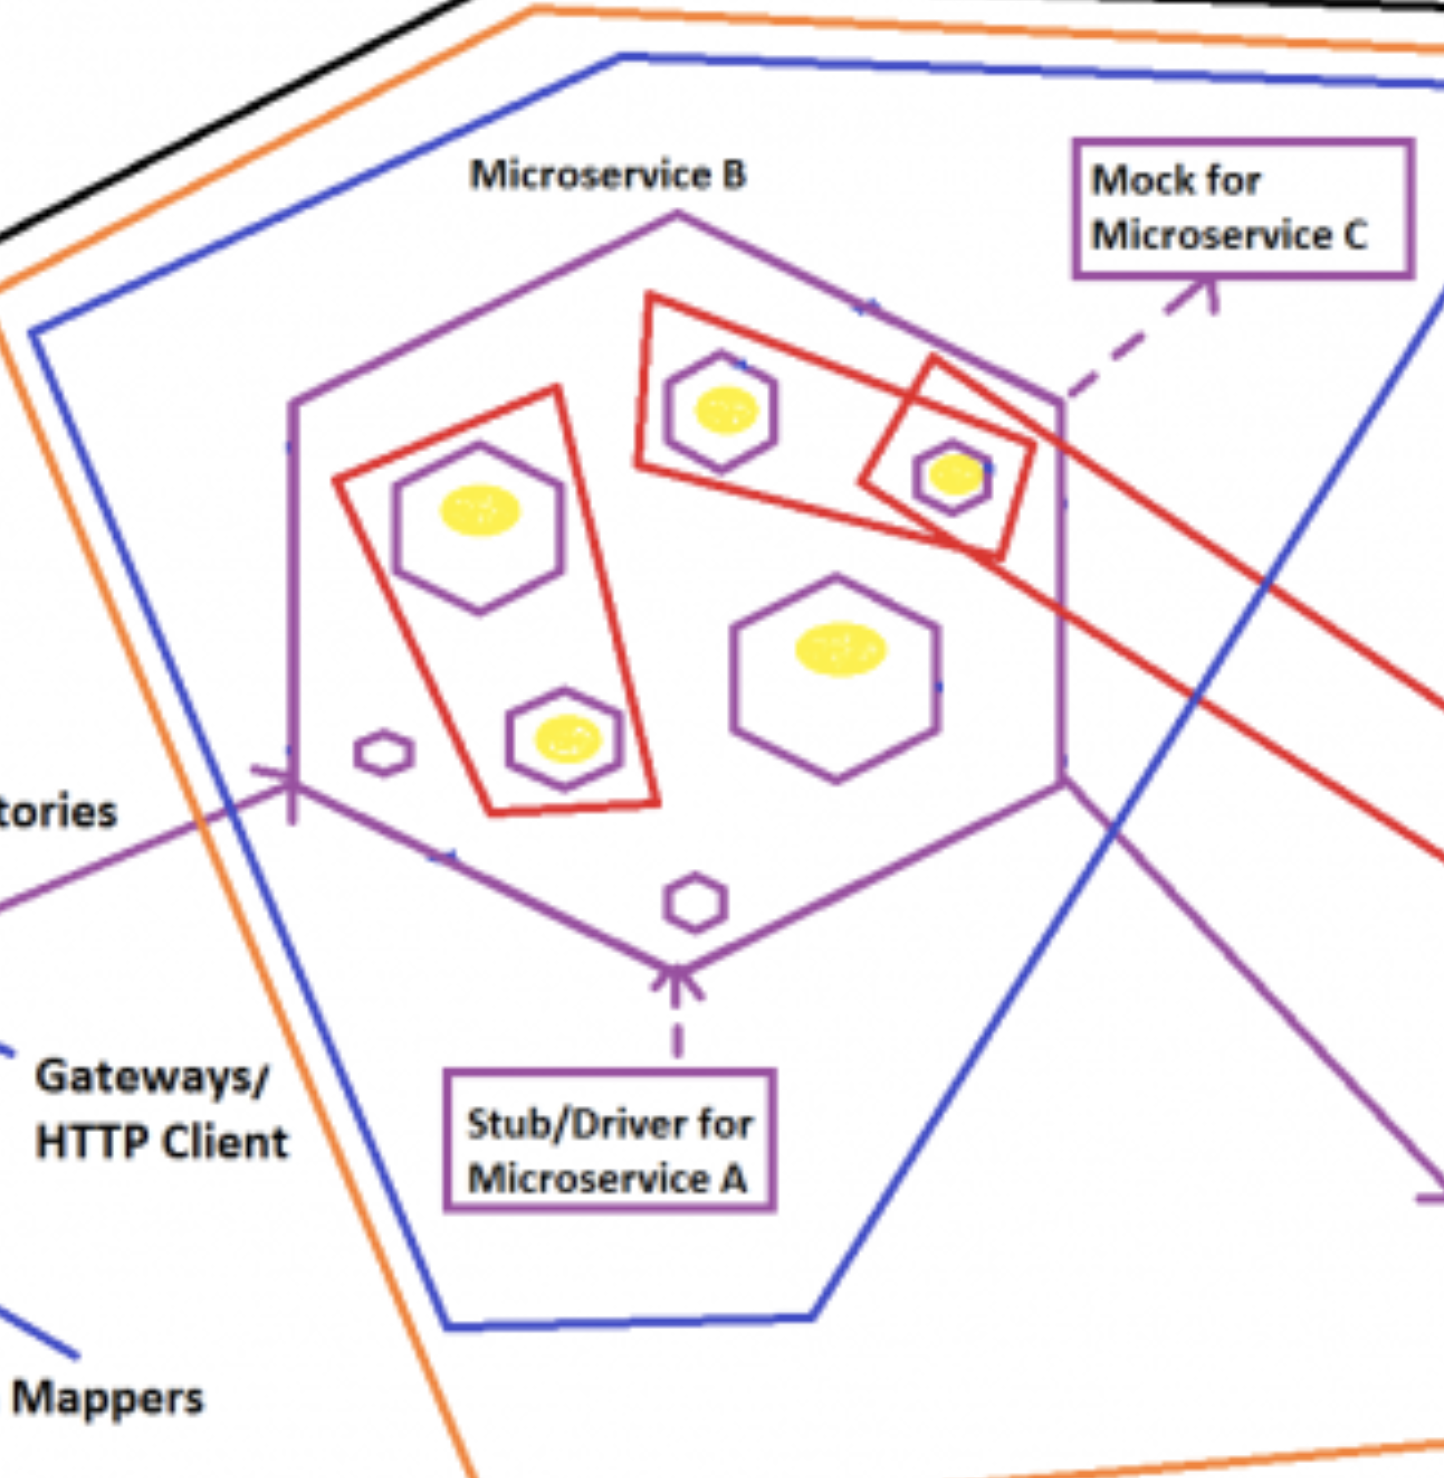 Microservice B
Mock for
Microservice C
tories
Gateways/
HTTP Client
Stub/Driver for
Microservice A
Mappers